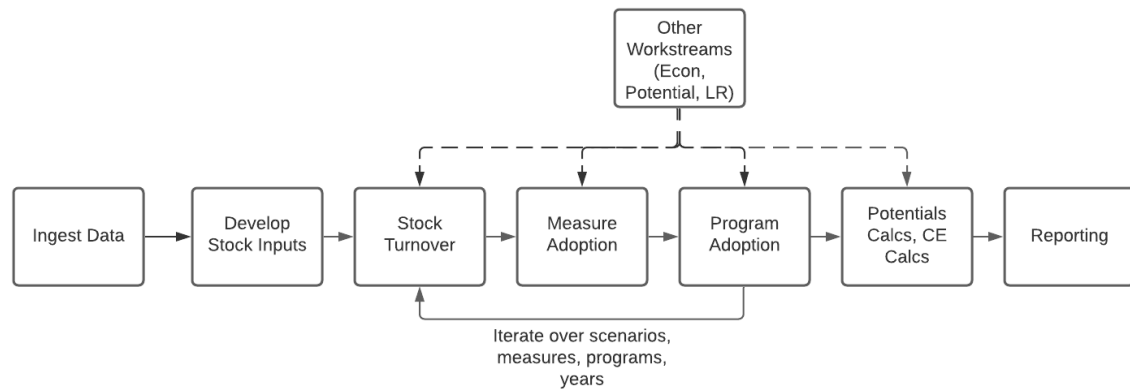 Other
Workstreams
(Econ,
Potential, LR)
Ingest Data
Develop
Stock Inputs
Stock
Turnover
Measure
Adoption
Program
Adoption
Potentials
Calcs, CE
Calcs
Reporting
Iterate over scenarios,
measures, programs,
years